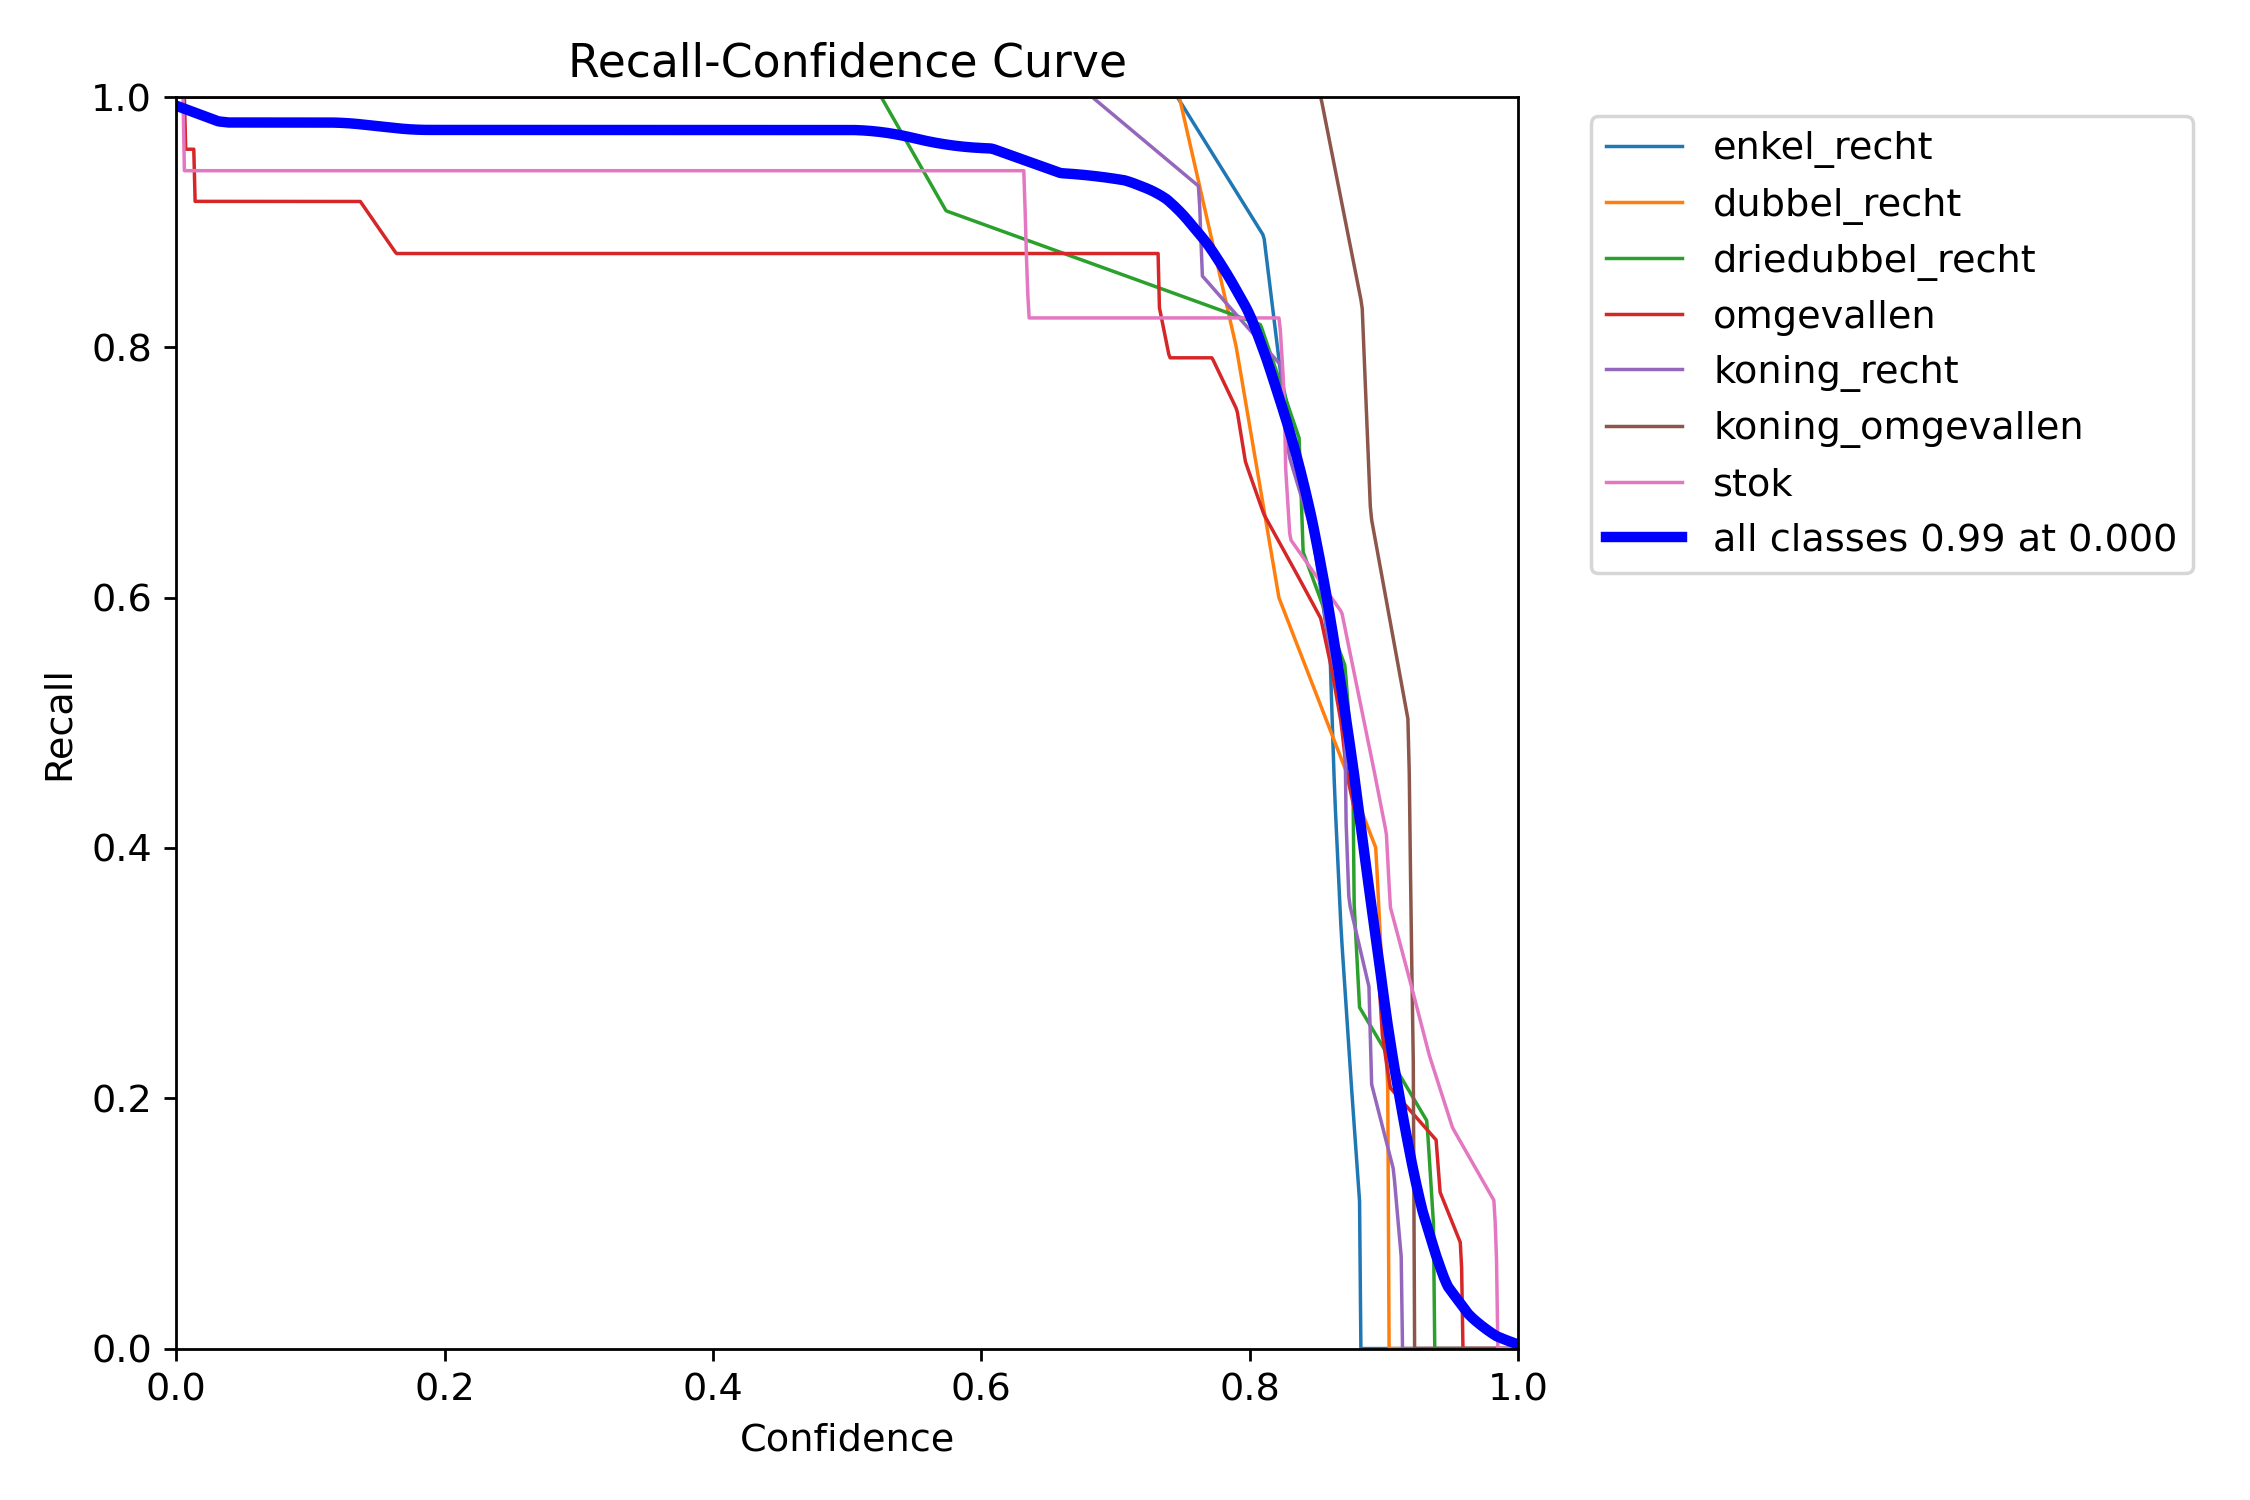 Recall-Confidence Curve
1.0
0.8
0.6
0.4
0.2
0.0
Recall
0.0 0.2 0.4 0.6 0.8 1.0
Confidence
enkel_recht
dubbel_recht
driedubbel_recht
omgevallen
koning_recht
koning_omgevallen
stok
all classes 0.99 at 0.000